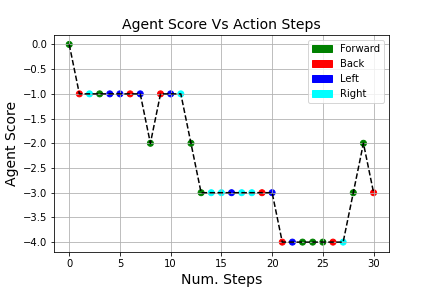 Agent Score Vs Action Steps
0.0
−0.5
−1.0
−1.5
−2.0
−2.5
−3.0
−3.5
−4.0
Agent Score
Forward
Back
Left
Right
0 5 10 15 20 25 30
Num. Steps